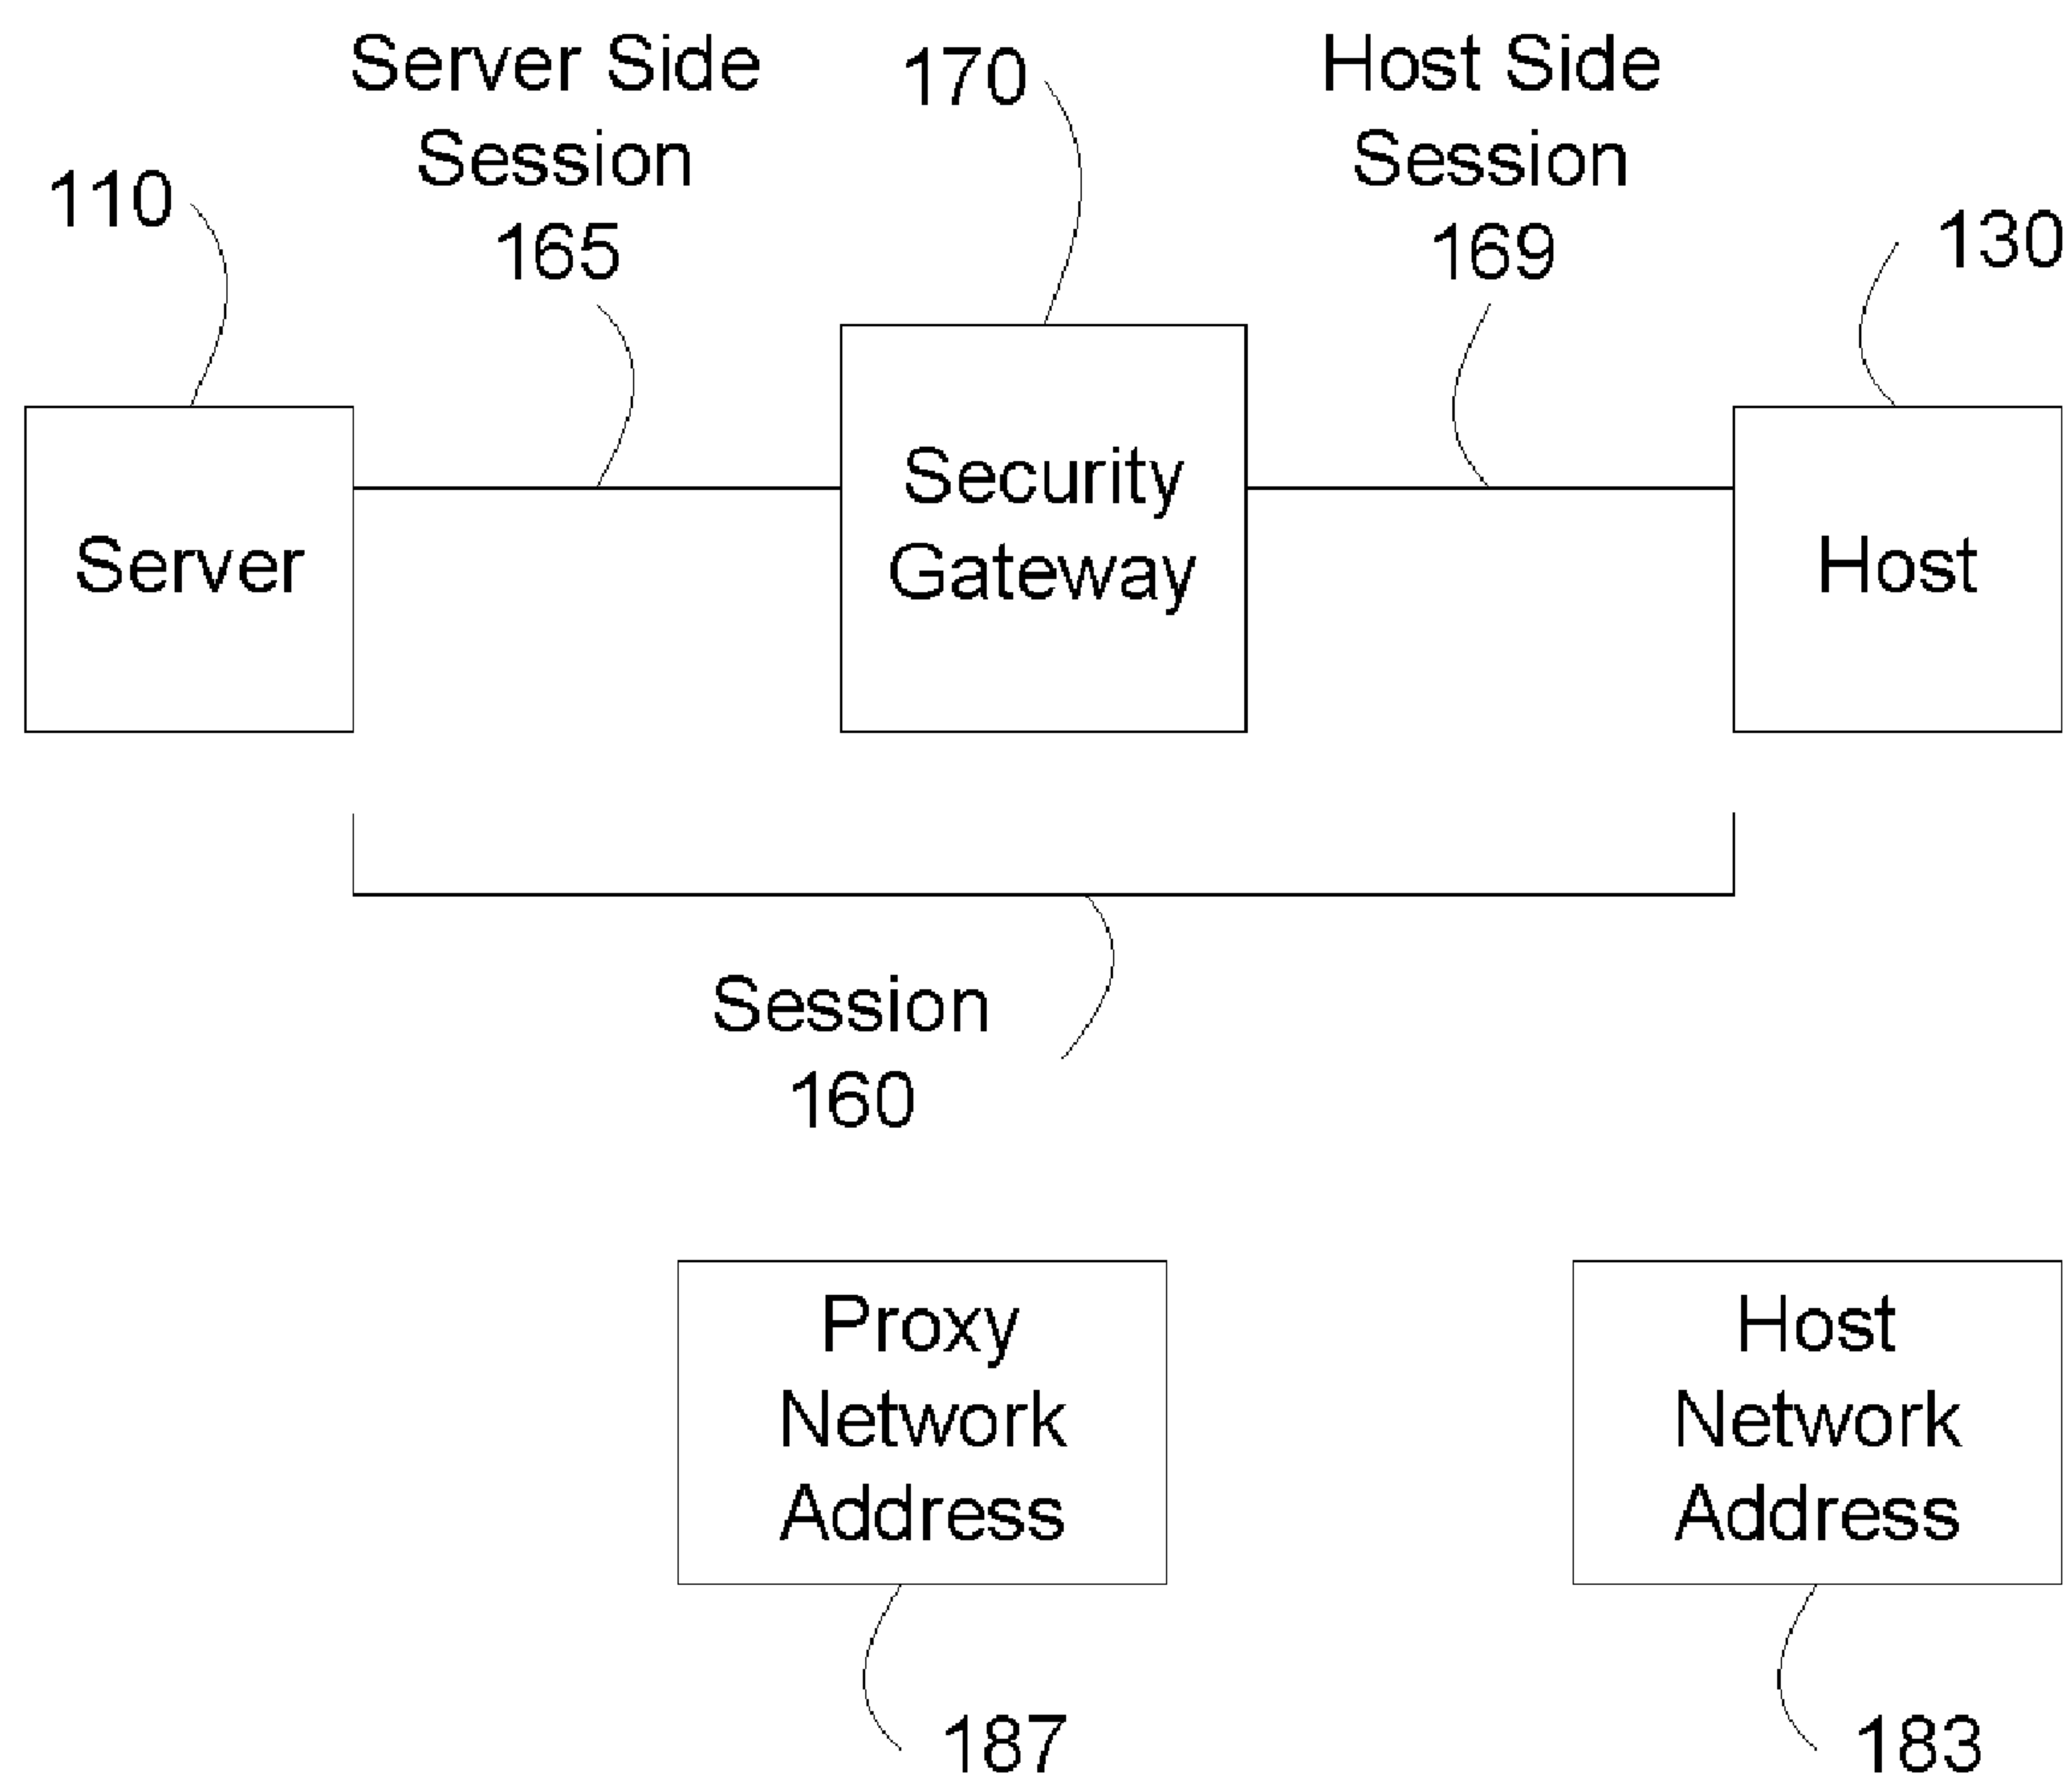 Server Side
Session
165
170
Host Side
Session
169
110
130
Server
Security
Gateway
Host
Session
160
Proxy
Network
Address
Host
Network
Address
187
183